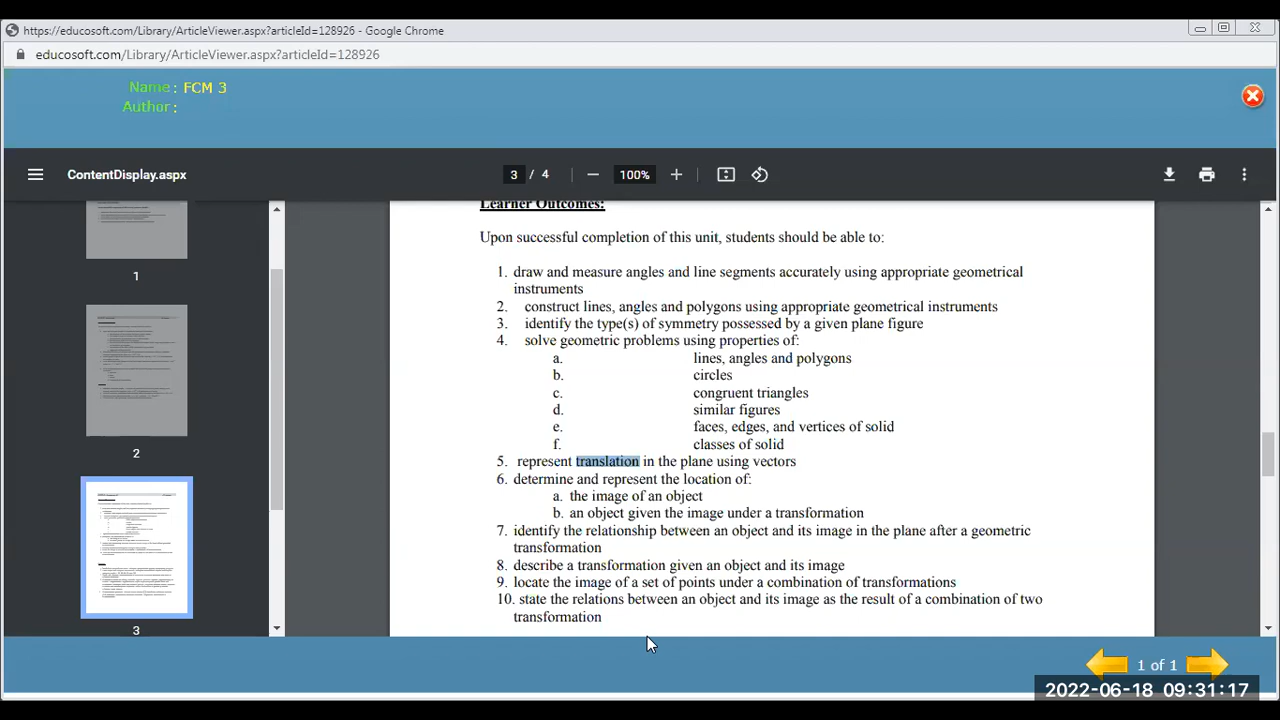 https://educosoft.com/Library/ArticleViewer.aspx?articleId=128926 - Google Chrome
educosoft.com/Library/ArticleViewer.aspx?articleId=128926
Name : FCM 3
Author :
ContentDisplay.aspx
3 / 4
100%
1
2
3
Learner Outcomes:
Upon successful completion of this unit, students should be able to:
1. draw and measure angles and line segments accurately using appropriate geometrical
instruments
2. construct lines, angles and polygons using appropriate geometrical instruments
3. identify the type(s) of symmetry possessed by a given plane figure
4. solve geometric problems using properties of:
a. lines, angles and polygons
b. circles
c. congruent triangles
d. similar figures
e. faces, edges, and vertices of solid
f. classes of solid
5. represent translation in the plane using vectors
6. determine and represent the location of:
a. the image of an object
b. an object given the image under a transformation
7. identify the relationship between an object and its image in the plane after a geometric
transformation
8. describe a transformation given an object and its image
9. locate the image of a set of points under a combination of transformations
10. state the relations between an object and its image as the result of a combination of two
transformation
1 of 1
2022-06-18 09:31:17